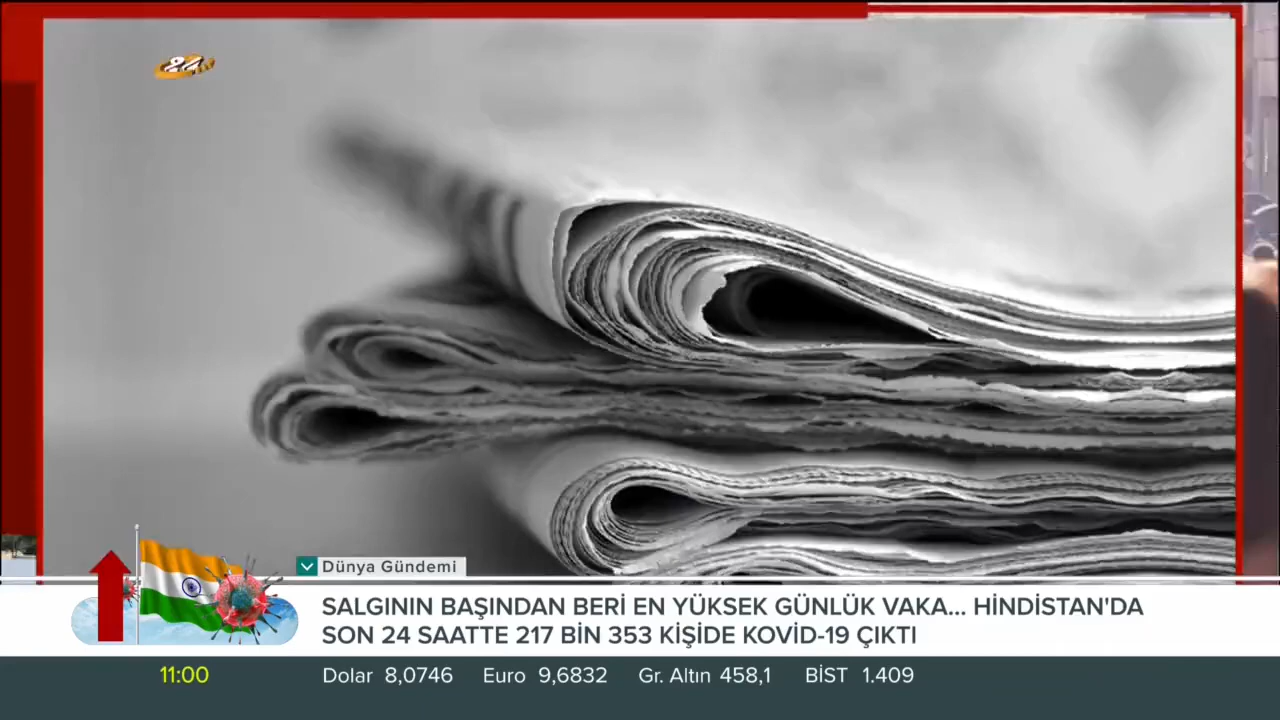 24
Dünya Gündemi
SALGININ BAŞINDAN BERİ EN YÜKSEK GÜNLÜK VAKA... HİNDİSTAN'DA
SON 24 SAATTE 217 BİN 353 KİŞİDE KOVİD-19 ÇIKTI
11:00 Dolar 8,0746 Euro 9,6832 Gr. Altın 458,1 BİST 1.409